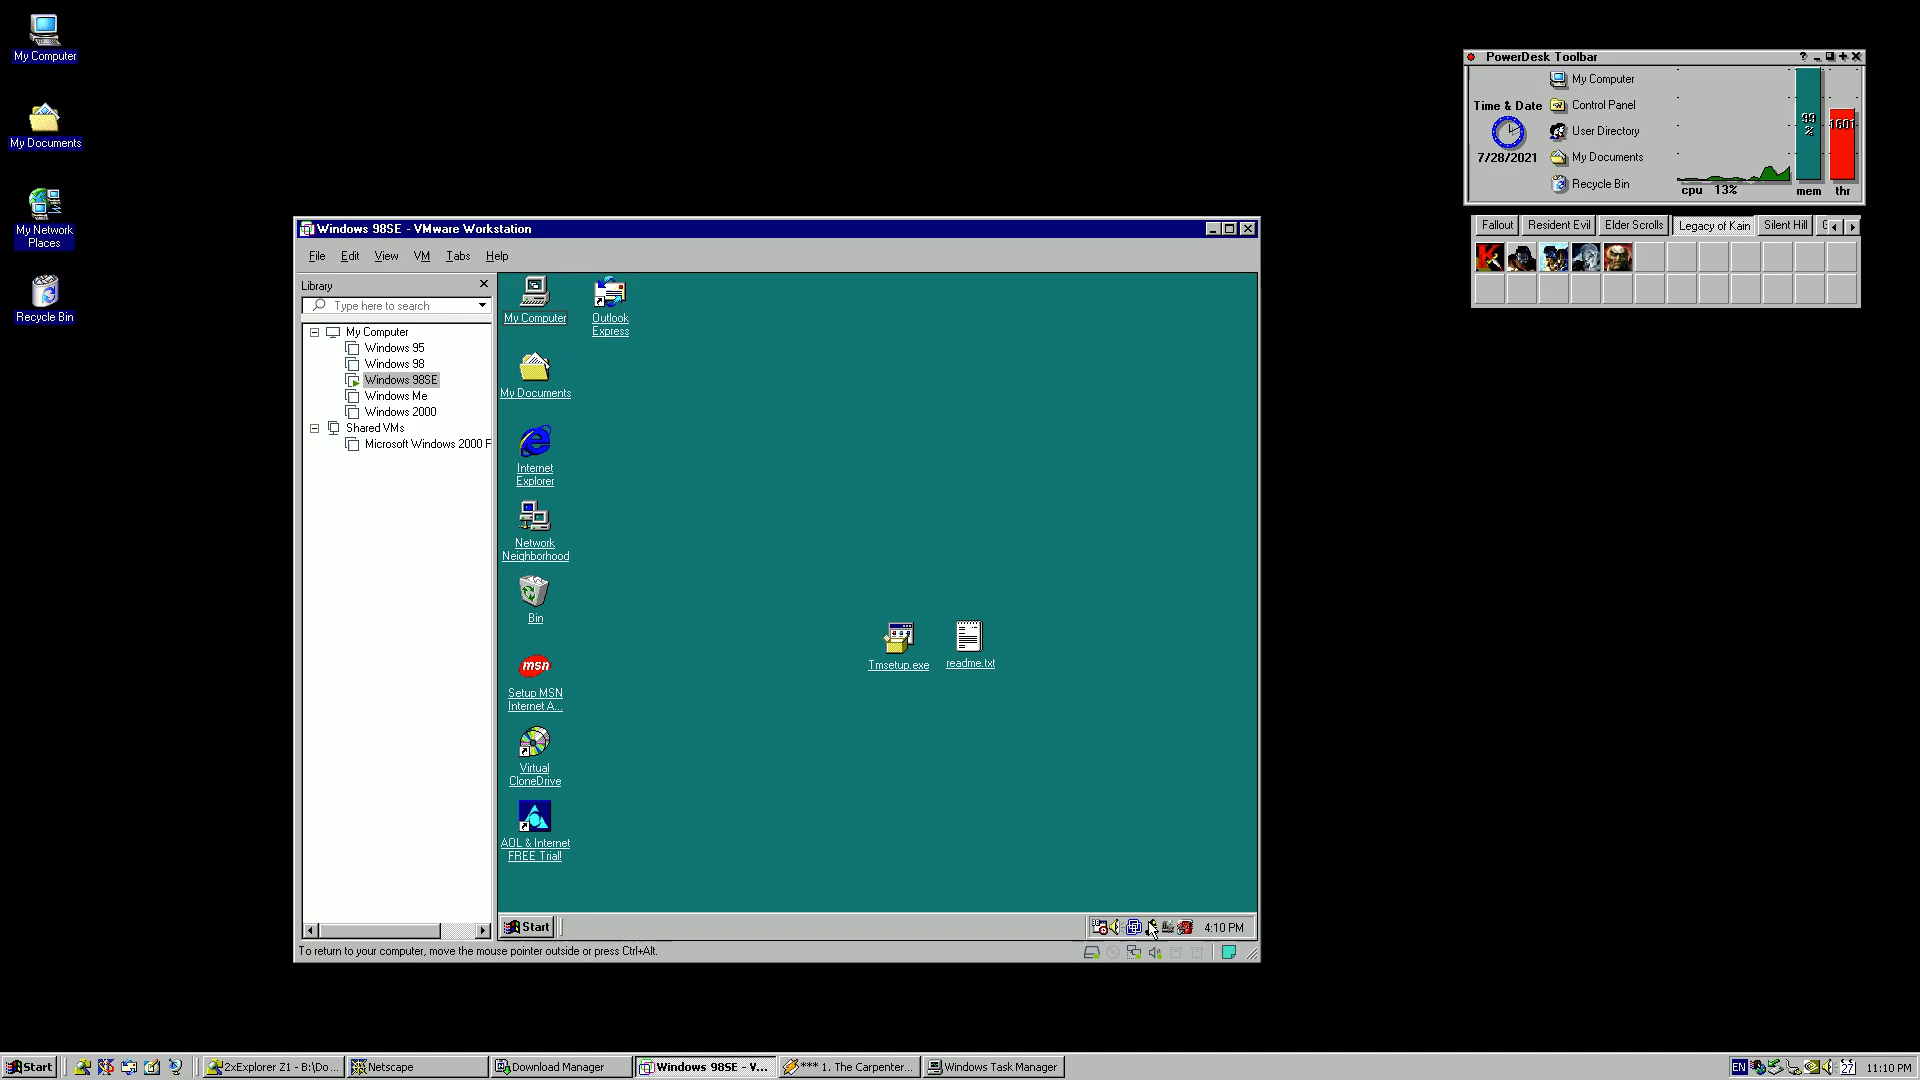 My Computer
My Documents
My Network
Places
Recycle Bin
PowerDesk Toolbar
Time & Date
7/28/2021
My Computer
Control Panel
User Directory
My Documents
Recycle Bin
cpu 13%
99
%
mem
1601
thr
Fallout
Resident Evil
Elder Scrolls
Legacy of Kain
Silent Hill
Windows 98SE - VMware Workstation
File Edit View VM Tabs Help
Library
Type here to search
My Computer
Windows 95
Windows 98
Windows 98SE
Windows Me
Windows 2000
Shared VMs
Microsoft Windows 2000 F
My Computer
Outlook
Express
My Documents
Internet
Explorer
Network
Neighborhood
Bin
msn
Setup MSN
Internet A...
Virtual
CloneDrive
AOL & Internet
FREE Trial!
Tmsetup.exe
readme.txt
Start
4:10 PM
To return to your computer, move the mouse pointer outside or press Ctrl+Alt.
Start
2xExplorer Z1 - B:\Do...
Netscape
Download Manager
Windows 98SE - V...
*** 1. The Carpenter...
Windows Task Manager
EN
27
11:10 PM